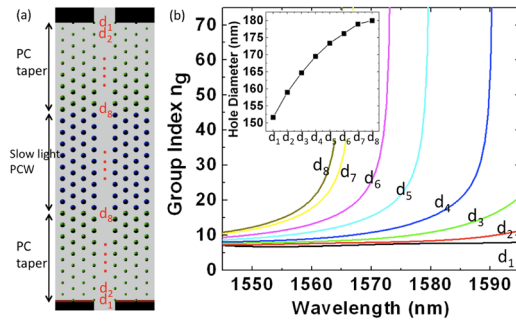 (a)
d1
d2
PC
taper
d8
Slow light
PCW
d8
PC
taper
d2
d1
(b)
Group Index ng
0
10
20
30
40
50
60
70
Wavelength (nm)
1550
1560
1570
1580
1590
d8
d7
d6
d5
d4
d3
d2
d1
Hole Diameter (nm)
180
175
170
165
160
155
150
d1 d2 d3 d4 d5 d6 d7 d8